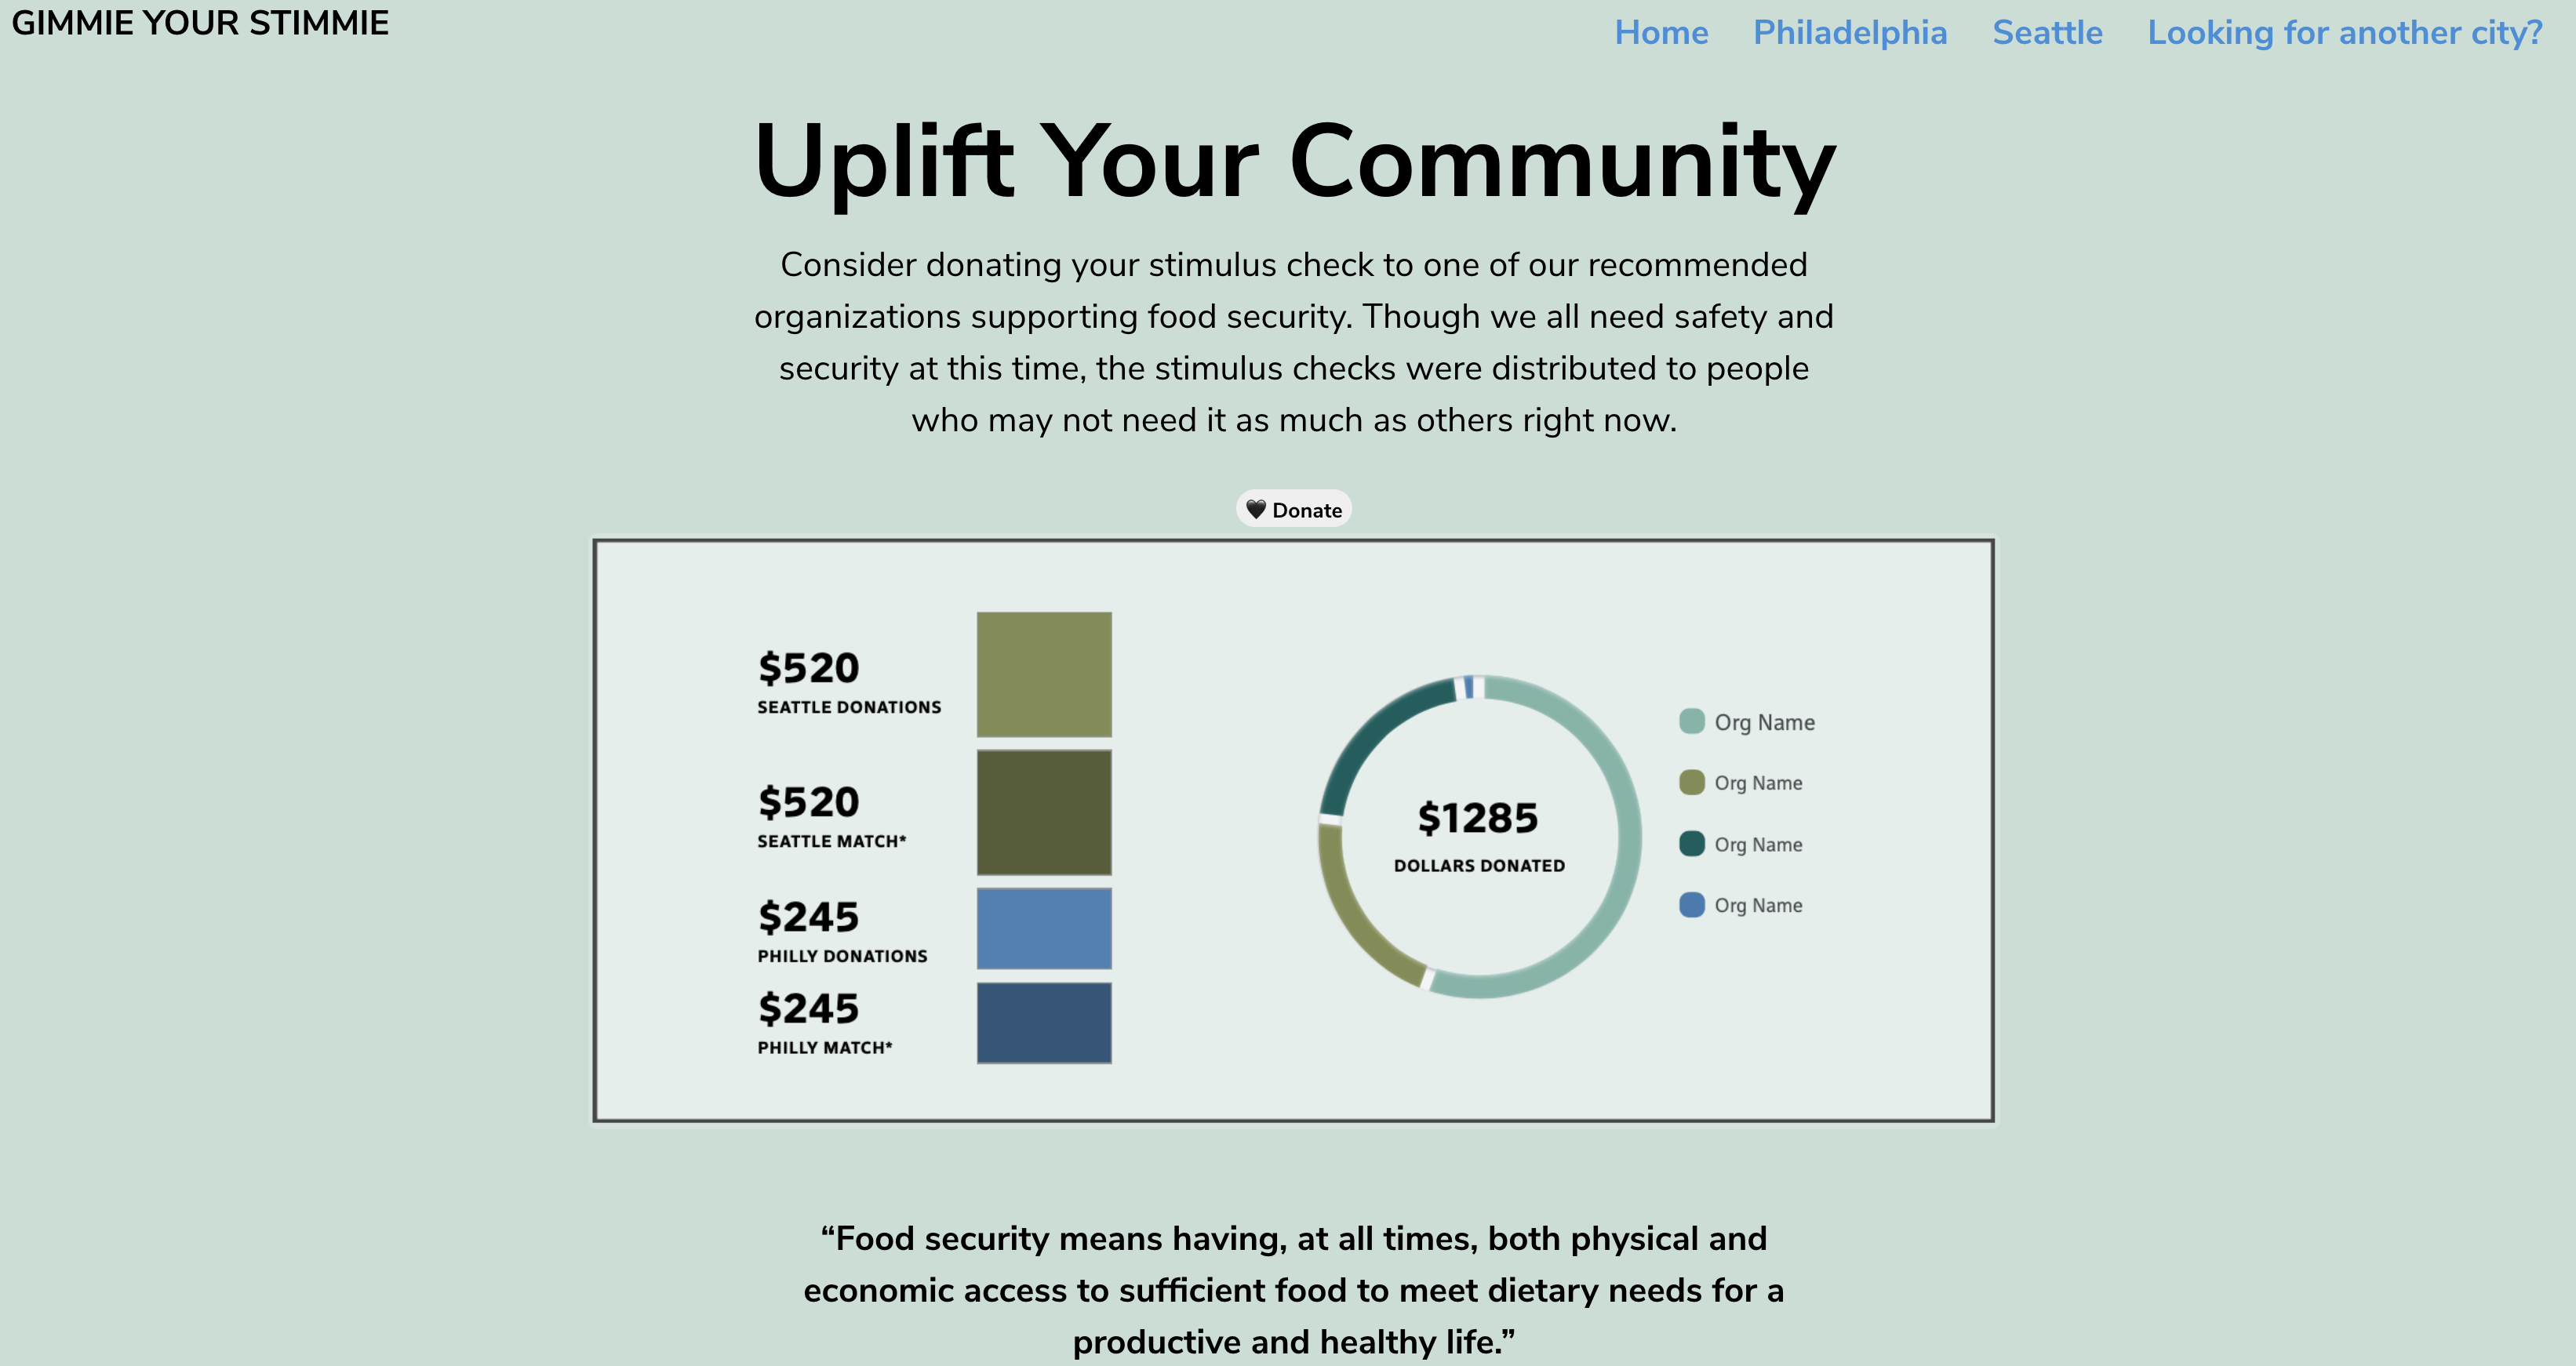 GIMMIE YOUR STIMMIE
Home Philadelphia Seattle Looking for another city?
Uplift Your Community
Consider donating your stimulus check to one of our recommended
organizations supporting food security. Though we all need safety and
security at this time, the stimulus checks were distributed to people
who may not need it as much as others right now.
🖤 Donate
$520
SEATTLE DONATIONS
$520
SEATTLE MATCH*
$245
PHILLY DONATIONS
$245
PHILLY MATCH*
$1285
DOLLARS DONATED
Org Name
Org Name
Org Name
Org Name
“Food security means having, at all times, both physical and
economic access to sufficient food to meet dietary needs for a
productive and healthy life.”